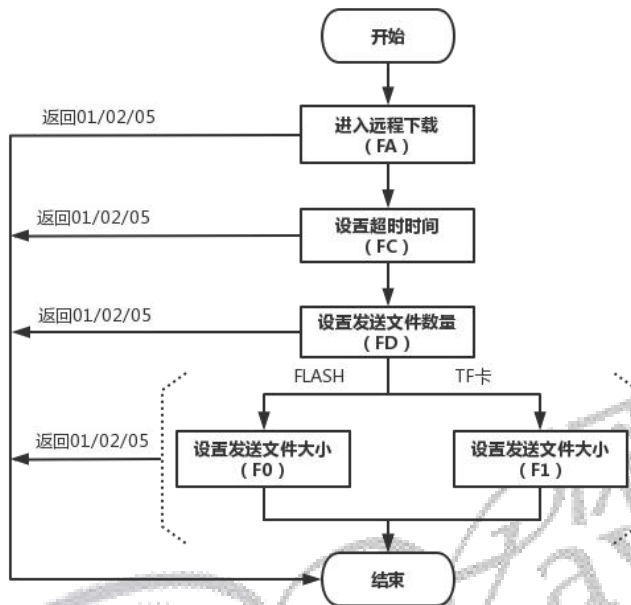 开始
返回01/02/05
进入远程下载
(FA)
返回01/02/05
设置超时时间
(FC)
返回01/02/05
设置发送文件数量
(FD)
FLASH
TF卡
返回01/02/05
设置发送文件大小
(F0)
设置发送文件大小
(F1)
结束